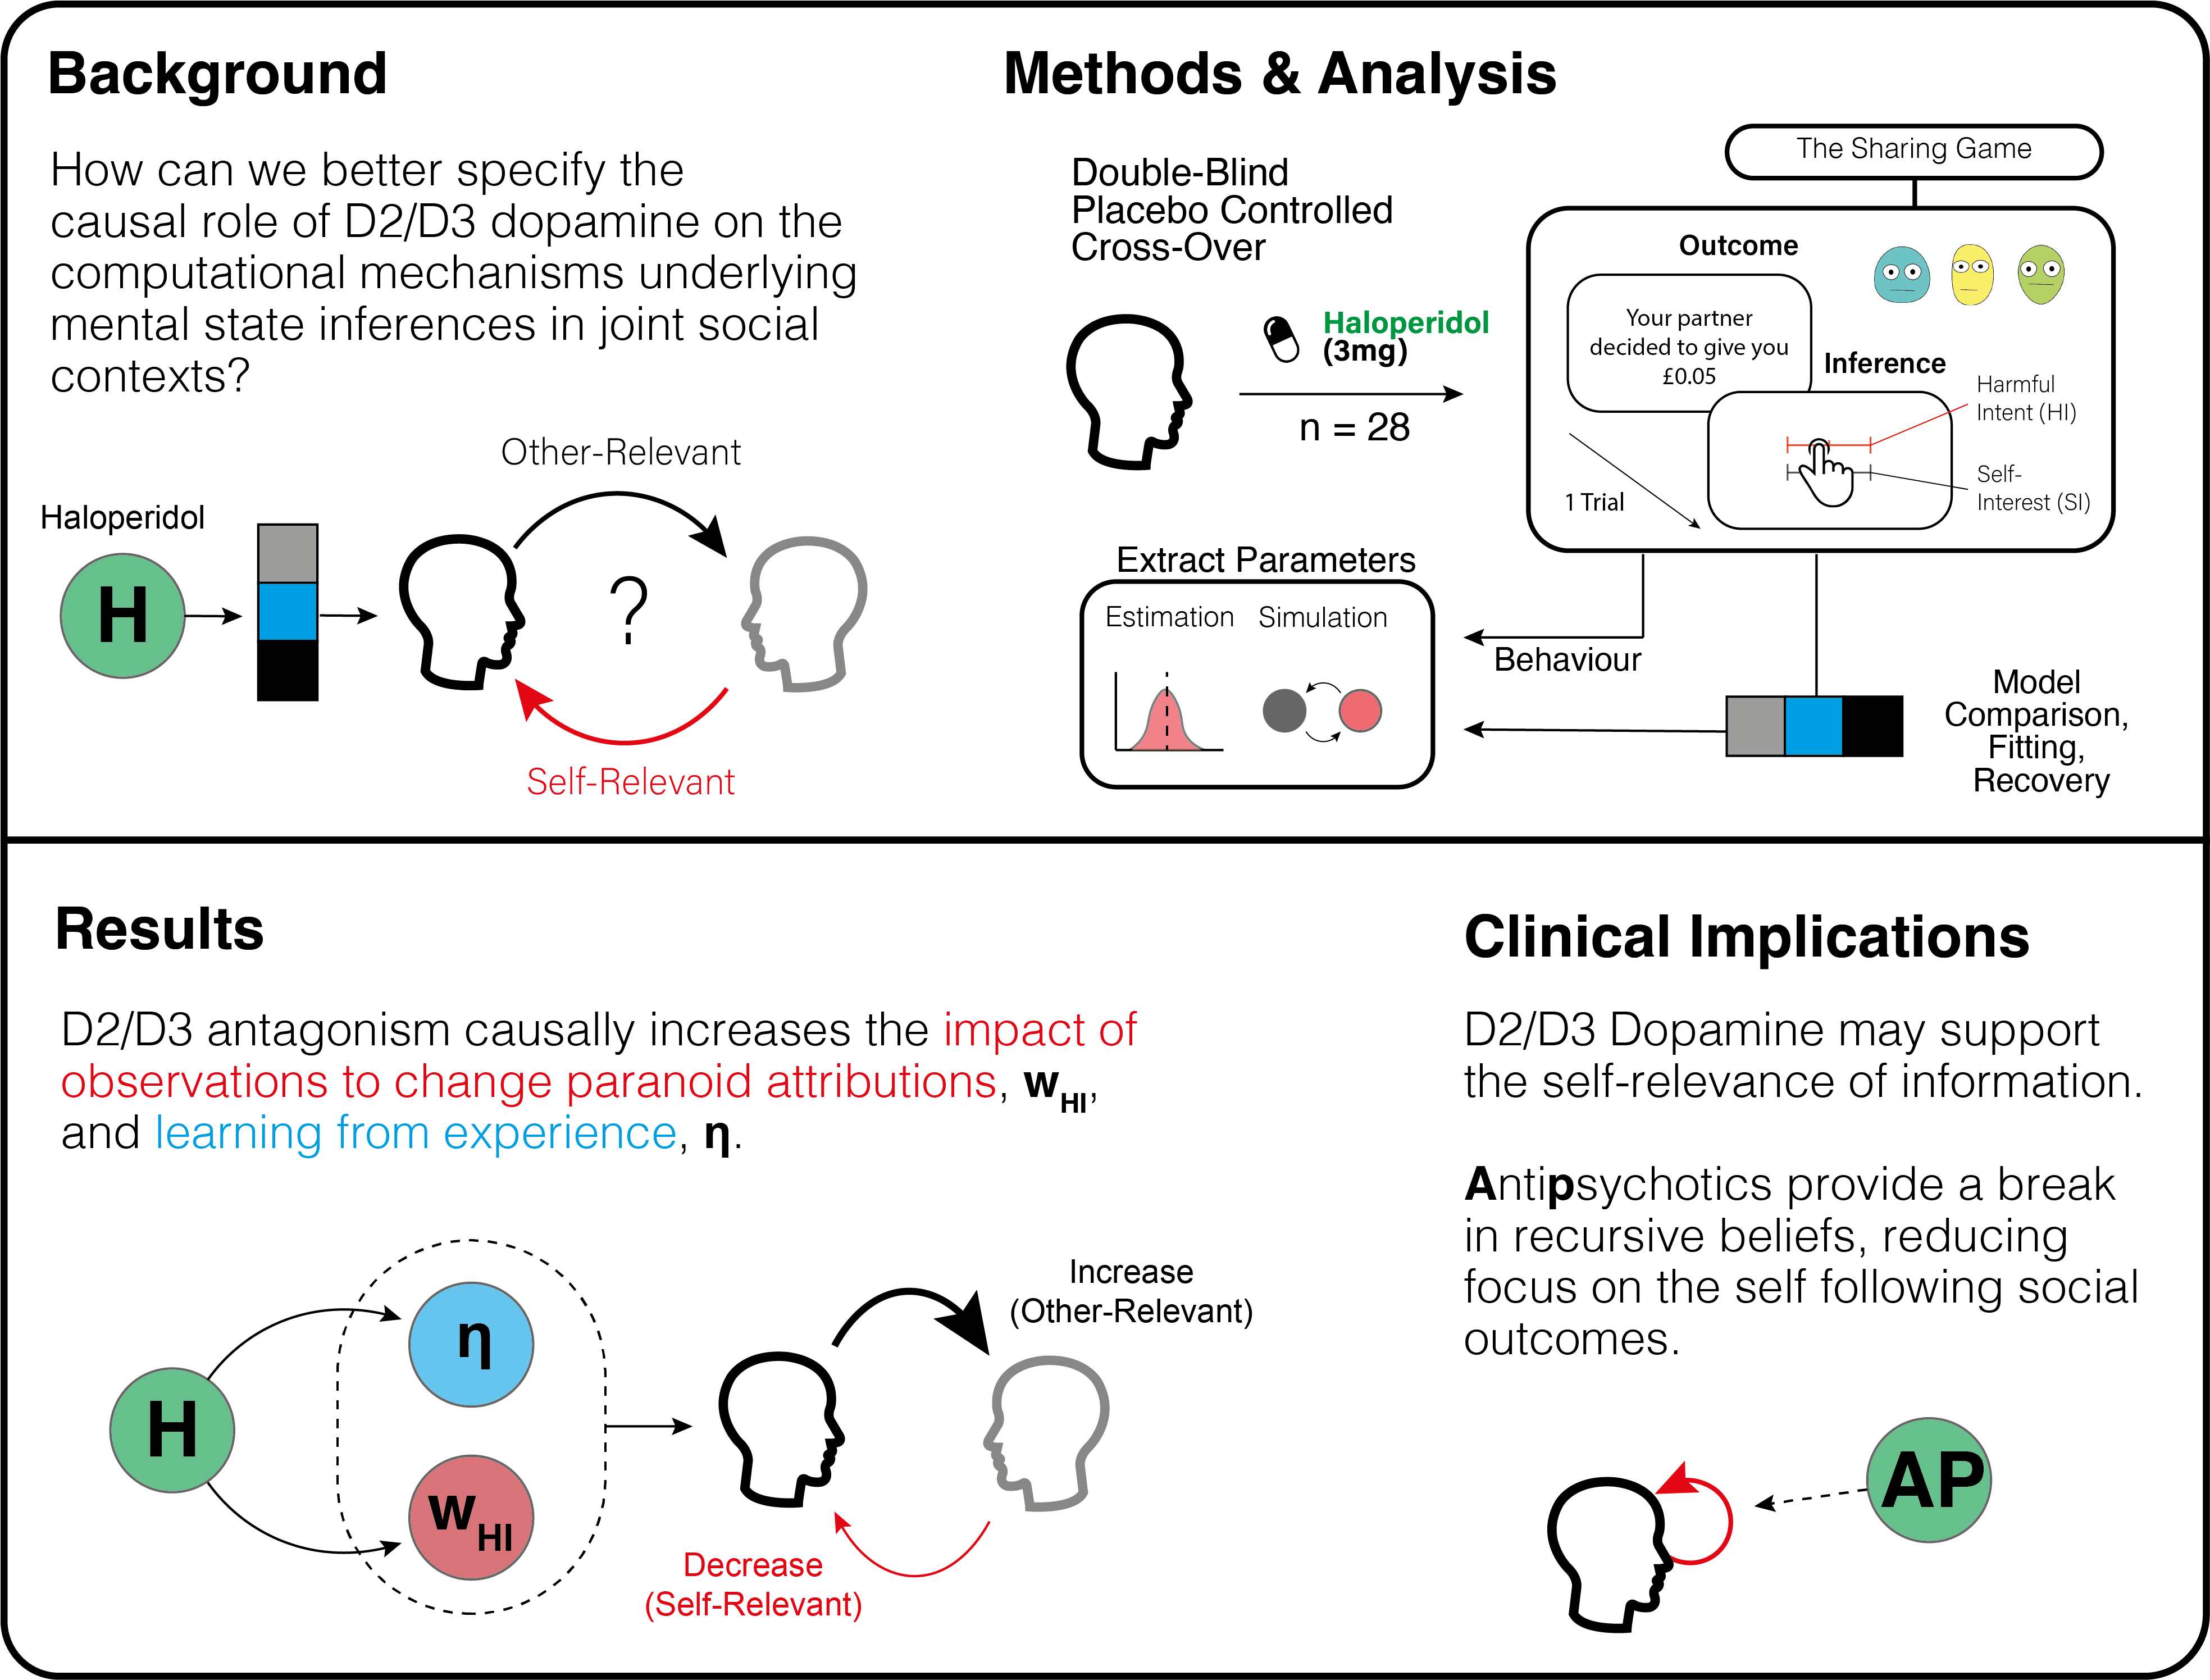 Background
How can we better specify the
causal role of D2/D3 dopamine on the
computational mechanisms underlying
mental state inferences in joint social
contexts?
Other-Relevant
Haloperidol
H
?
Self-Relevant
Methods & Analysis
Double-Blind
Placebo Controlled
Cross-Over
Haloperidol
(3mg)
n = 28
The Sharing Game
Outcome
Your partner
decided to give you
£0.05
Inference
Harmful
Intent (HI)
Self-
Interest (SI)
1 Trial
Extract Parameters
Estimation
Simulation
Behaviour
Model
Comparison,
Fitting,
Recovery
Results
D2/D3 antagonism causally increases the impact of
observations to change paranoid attributions, wHI,
and learning from experience, η.
H
η
wHI
Increase
(Other-Relevant)
Decrease
(Self-Relevant)
Clinical Implications
D2/D3 Dopamine may support
the self-relevance of information.
Antipsychotics provide a break
in recursive beliefs, reducing
focus on the self following social
outcomes.
AP